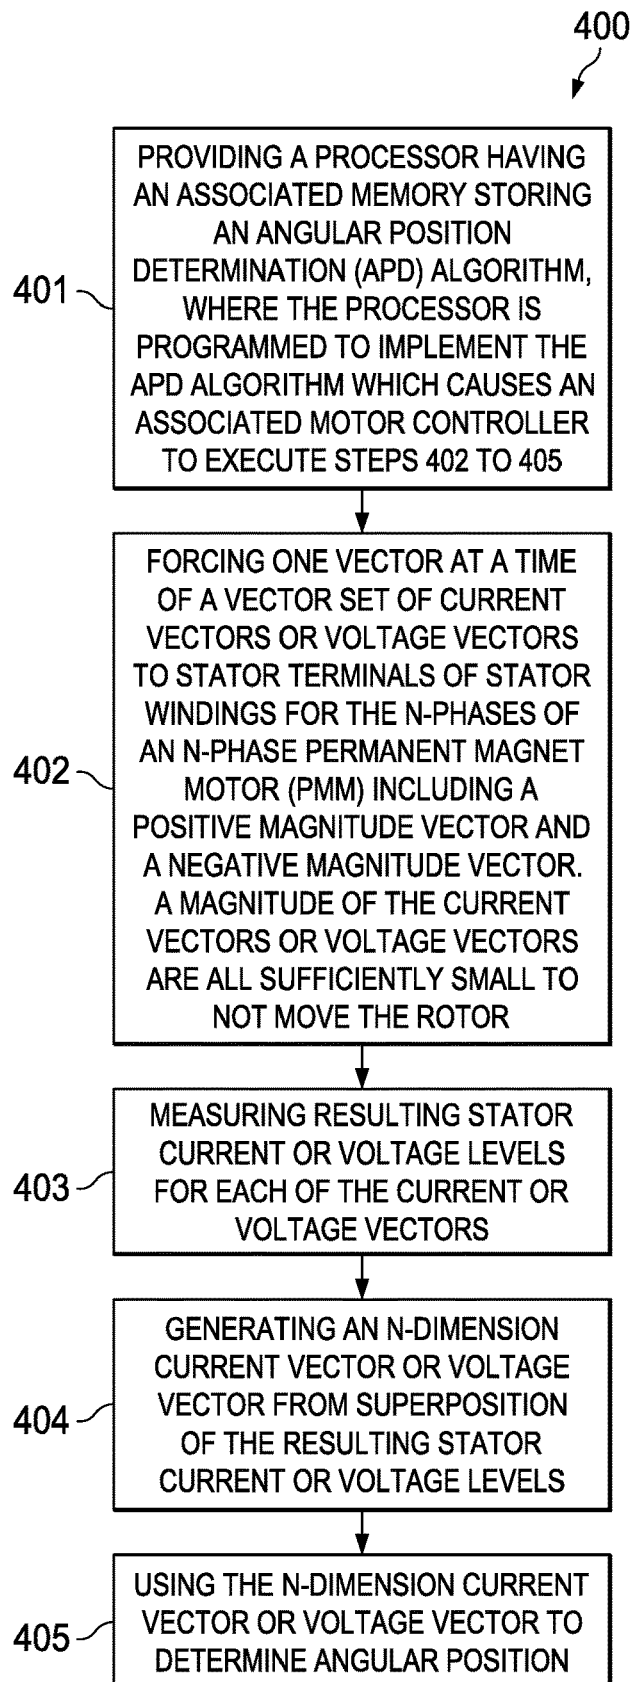 400
PROVIDING A PROCESSOR HAVING
AN ASSOCIATED MEMORY STORING
AN ANGULAR POSITION
DETERMINATION (APD) ALGORITHM,
WHERE THE PROCESSOR IS
PROGRAMMED TO IMPLEMENT THE
APD ALGORITHM WHICH CAUSES AN
ASSOCIATED MOTOR CONTROLLER
TO EXECUTE STEPS 402 TO 405
401
FORCING ONE VECTOR AT A TIME
OF A VECTOR SET OF CURRENT
VECTORS OR VOLTAGE VECTORS
TO STATOR TERMINALS OF STATOR
WINDINGS FOR THE N-PHASES OF
AN N-PHASE PERMANENT MAGNET
MOTOR (PMM) INCLUDING A
POSITIVE MAGNITUDE VECTOR AND
A NEGATIVE MAGNITUDE VECTOR.
A MAGNITUDE OF THE CURRENT
VECTORS OR VOLTAGE VECTORS
ARE ALL SUFFICIENTLY SMALL TO
NOT MOVE THE ROTOR
402
MEASURING RESULTING STATOR
CURRENT OR VOLTAGE LEVELS
FOR EACH OF THE CURRENT OR
VOLTAGE VECTORS
403
GENERATING AN N-DIMENSION
CURRENT VECTOR OR VOLTAGE
VECTOR FROM SUPERPOSITION
OF THE RESULTING STATOR
CURRENT OR VOLTAGE LEVELS
404
USING THE N-DIMENSION CURRENT
VECTOR OR VOLTAGE VECTOR TO
DETERMINE ANGULAR POSITION
405